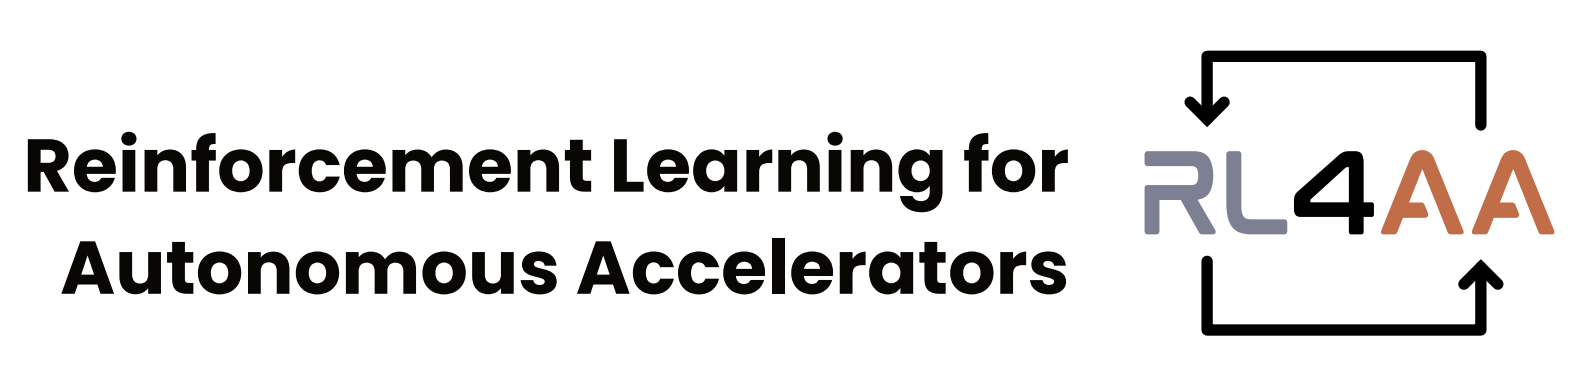 Reinforcement Learning for
Autonomous Accelerators
RL4AA